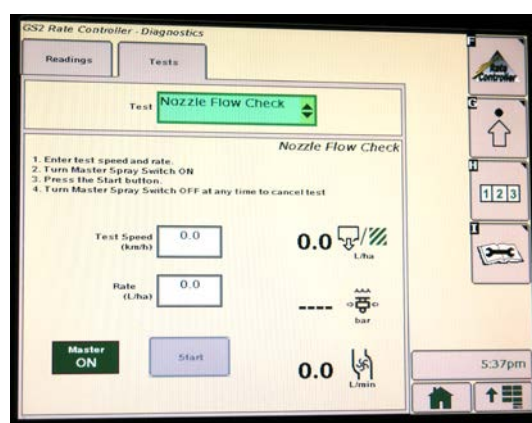 GS2 Rate Controller - Diagnostics
Readings
Tests
Test
Nozzle Flow Check
Nozzle Flow Check
1. Enter test speed and rate.
2. Turn Master Spray Switch ON
3. Press the Start button.
4. Turn Master Spray Switch OFF at any time to cancel test
Test Speed
(km/h)
0.0
0.0
L/ha
Rate
(L/ha)
0.0
----
bar
Master
ON
Start
0.0
L/min
F
Rate
Controller
G
H
1 2 3
I
5:37pm